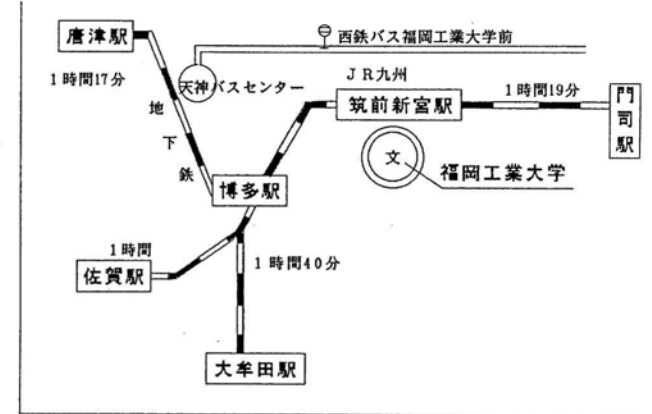 唐津駅
西鉄バス福岡工業大学前
1時間17分
天神バスセンター
JR九州
1時間19分
筑前新宮駅
門司駅
地下鉄
文
福岡工業大学
博多駅
1時間
1時間40分
佐賀駅
大牟田駅